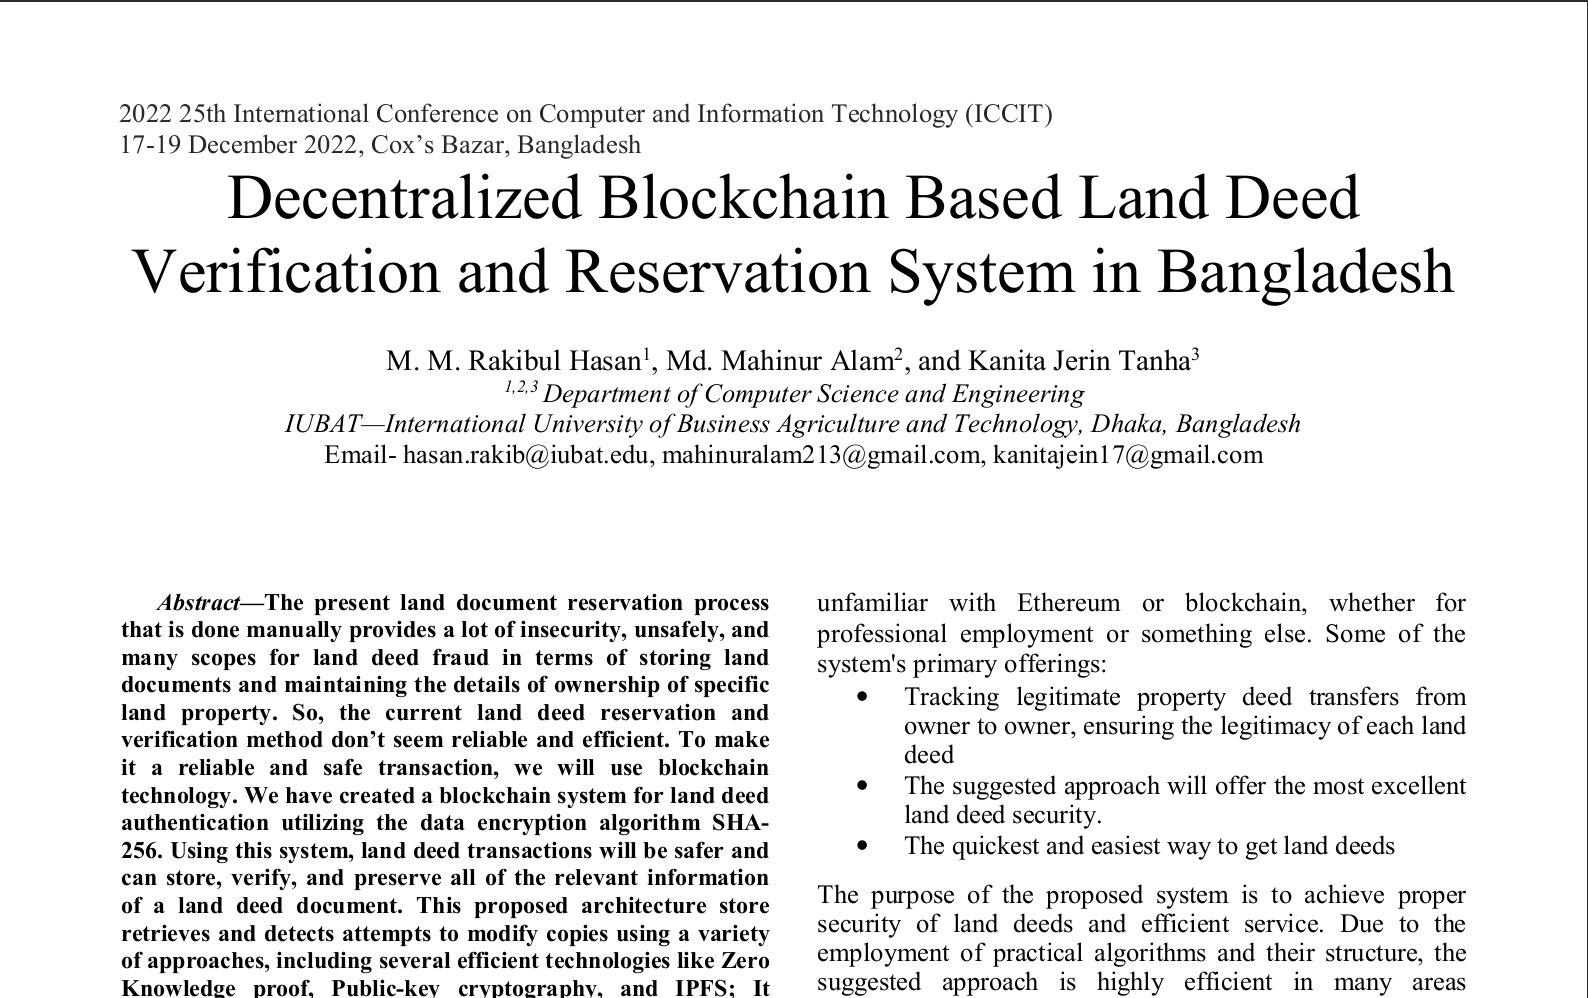 2022 25th International Conference on Computer and Information Technology (ICCIT)
17-19 December 2022, Cox’s Bazar, Bangladesh
Decentralized Blockchain Based Land Deed
Verification and Reservation System in Bangladesh
M. M. Rakibul Hasan1, Md. Mahinur Alam2, and Kanita Jerin Tanha3
1,2,3 Department of Computer Science and Engineering
IUBAT—International University of Business Agriculture and Technology, Dhaka, Bangladesh
Email- hasan.rakib@iubat.edu, mahinuralam213@gmail.com, kanitajein17@gmail.com
Abstract—The present land document reservation process
that is done manually provides a lot of insecurity, unsafely, and
many scopes for land deed fraud in terms of storing land
documents and maintaining the details of ownership of specific
land property. So, the current land deed reservation and
verification method don’t seem reliable and efficient. To make
it a reliable and safe transaction, we will use blockchain
technology. We have created a blockchain system for land deed
authentication utilizing the data encryption algorithm SHA-
256. Using this system, land deed transactions will be safer and
can store, verify, and preserve all of the relevant information
of a land deed document. This proposed architecture store
retrieves and detects attempts to modify copies using a variety
of approaches, including several efficient technologies like Zero
Knowledge proof, Public-key cryptography, and IPFS; It
unfamiliar with Ethereum or blockchain, whether for
professional employment or something else. Some of the
system's primary offerings:
• Tracking legitimate property deed transfers from
owner to owner, ensuring the legitimacy of each land
deed
• The suggested approach will offer the most excellent
land deed security.
• The quickest and easiest way to get land deeds
The purpose of the proposed system is to achieve proper
security of land deeds and efficient service. Due to the
employment of practical algorithms and their structure, the
suggested approach is highly efficient in many areas